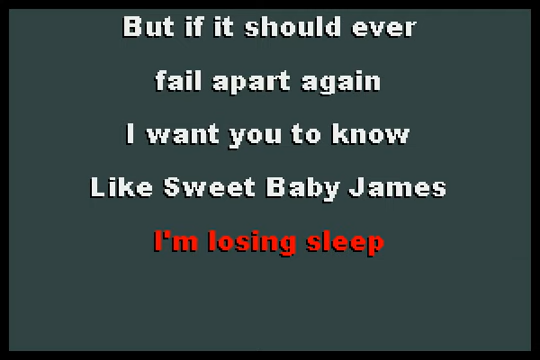 But if it should ever
fail apart again
I want you to know
Like Sweet Baby James
I'm losing sleep